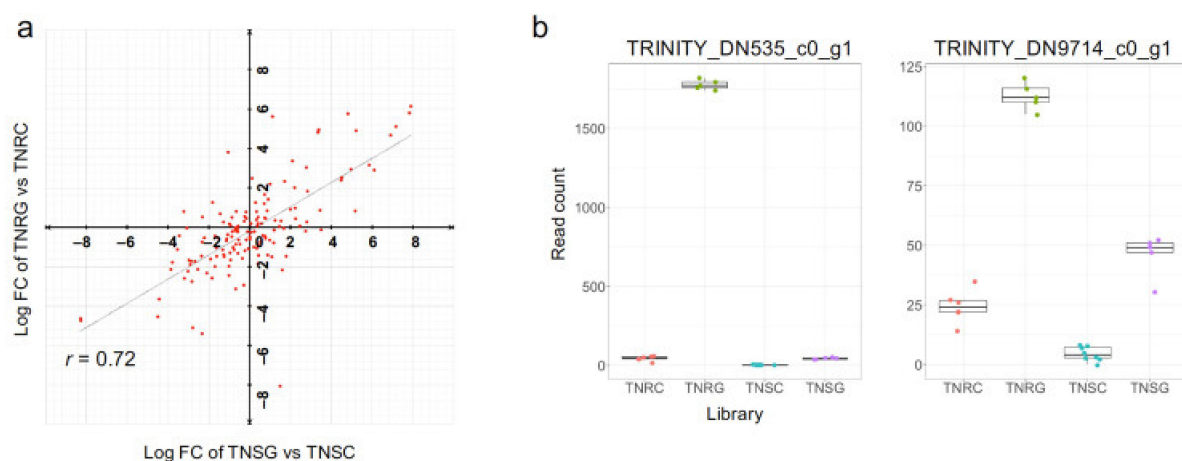 a
Log FC of TNRG vs TNRC
8
6
4
2
−8
−6
−4
−2
0
2
4
6
8
−2
−4
−6
−8
r = 0.72
Log FC of TNSG vs TNSC
b
TRINITY_DN535_c0_g1
Read count
1500
1000
500
0
TNRC TNRG TNSC TNSG
Library
TRINITY_DN9714_c0_g1
125
100
75
50
25
0
TNRC TNRG TNSC TNSG